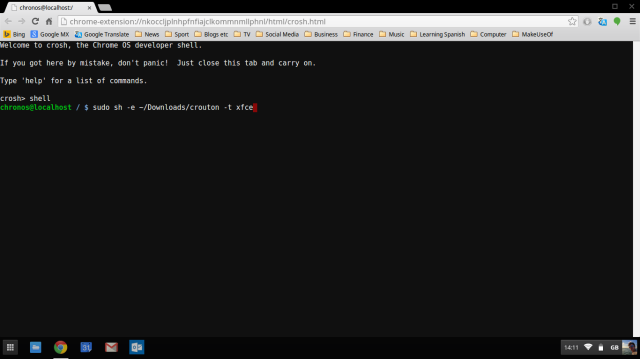 chronos@localhost:/
chrome-extension://nkoccljplnhpfnfiajclkommnmllphnl/html/crosh.html
Bing Google MX Google Translate News Sport Blogs etc TV Social Media Business Finance Music Learning Spanish Computer MakeUseOf
Welcome to crosh, the Chrome OS developer shell.
If you got here by mistake, don't panic!  Just close this tab and carry on.
Type 'help' for a list of commands.
crosh> shell
chronos@localhost / $ sudo sh -e ~/Downloads/crouton -t xfce
14:11 GB